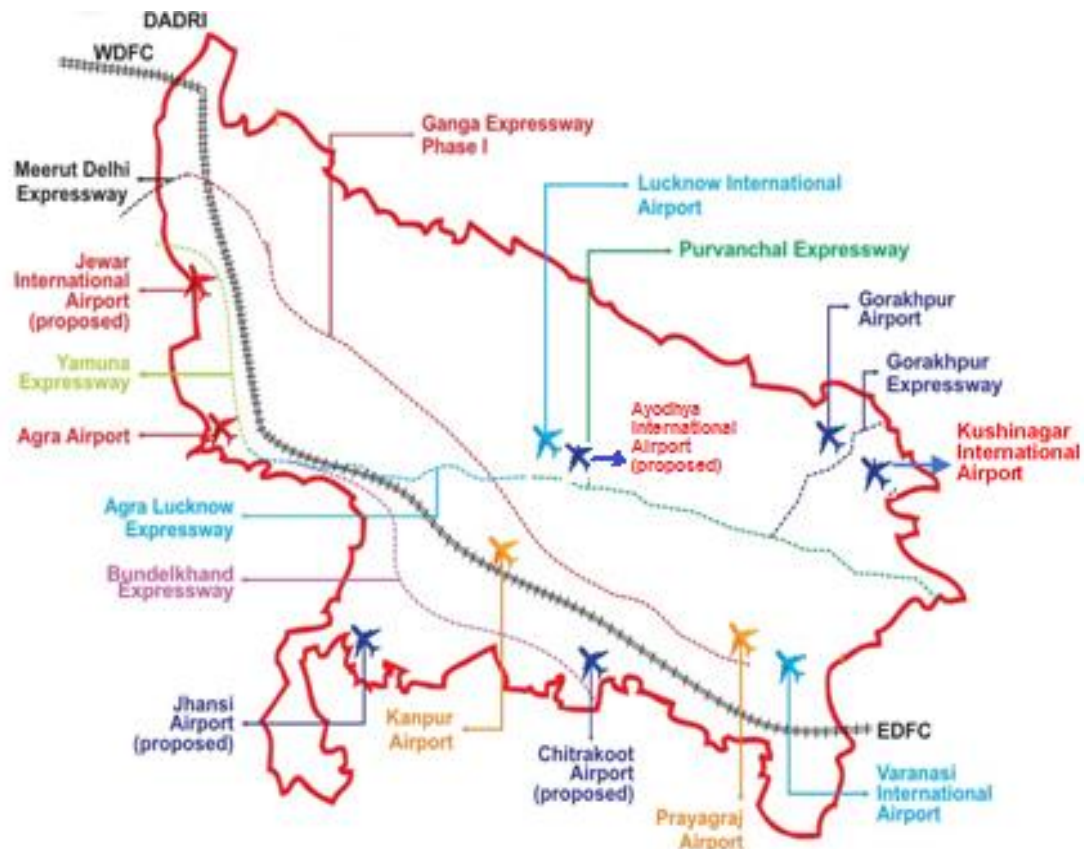 DADRI
WDFC
Ganga Expressway
Phase I
Meerut Delhi
Expressway
Lucknow International
Airport
Purvanchal Expressway
Jewar
International
Airport
(proposed)
Gorakhpur
Airport
Gorakhpur
Expressway
Yamuna
Expressway
Agra Airport
Ayodhya
International
Airport
(proposed)
Kushinagar
International
Airport
Agra Lucknow
Expressway
Bundelkhand
Expressway
Jhansi
Airport
(proposed)
Kanpur
Airport
Chitrakoot
Airport
(proposed)
EDFC
Prayagraj
Airport
Varanasi
International
Airport